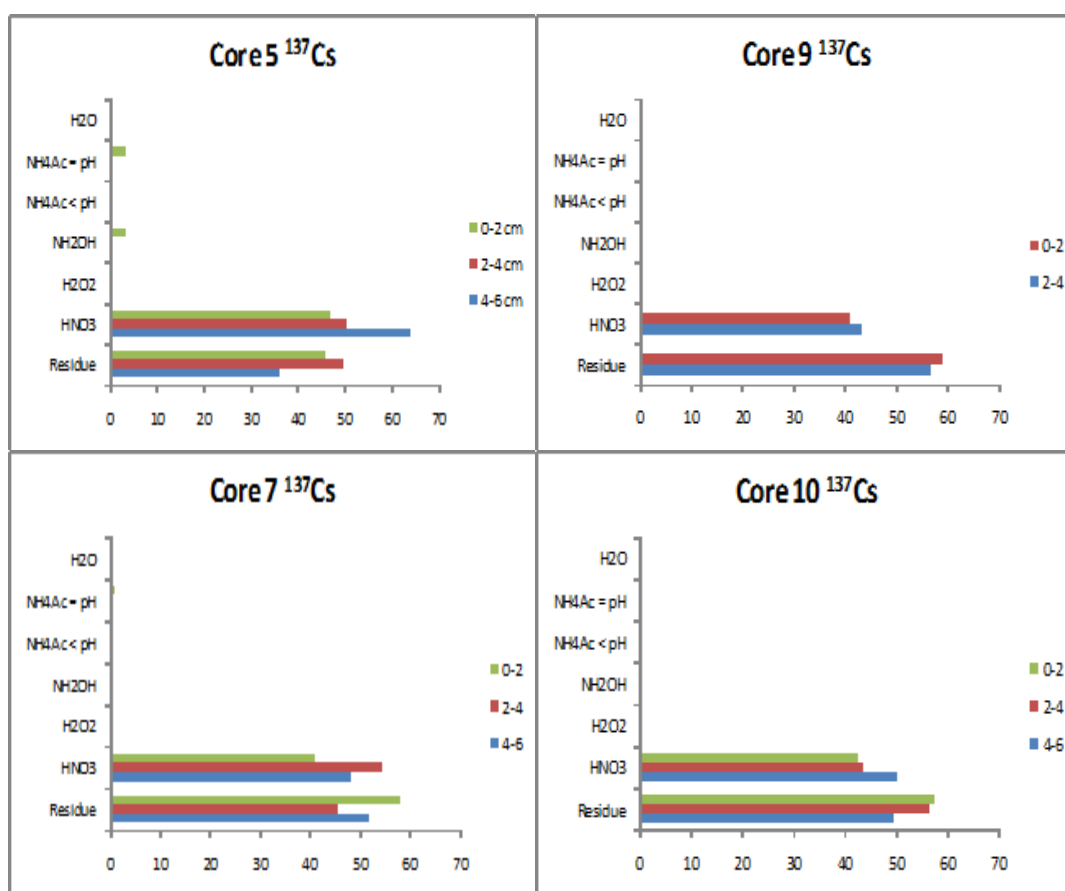 Core 5 ¹³⁷Cs
H2O
NH4Ac = pH
NH4Ac < pH
NH2OH
H2O2
HNO3
Residue
0 10 20 30 40 50 60 70
0-2 cm
2-4 cm
4-6 cm
Core 9 ¹³⁷Cs
H2O
NH4Ac = pH
NH4Ac < pH
NH2OH
H2O2
HNO3
Residue
0 10 20 30 40 50 60 70
0-2
2-4
Core 7 ¹³⁷Cs
H2O
NH4Ac = pH
NH4Ac < pH
NH2OH
H2O2
HNO3
Residue
0 10 20 30 40 50 60 70
0-2
2-4
4-6
Core 10 ¹³⁷Cs
H2O
NH4Ac = pH
NH4Ac < pH
NH2OH
H2O2
HNO3
Residue
0 10 20 30 40 50 60 70
0-2
2-4
4-6